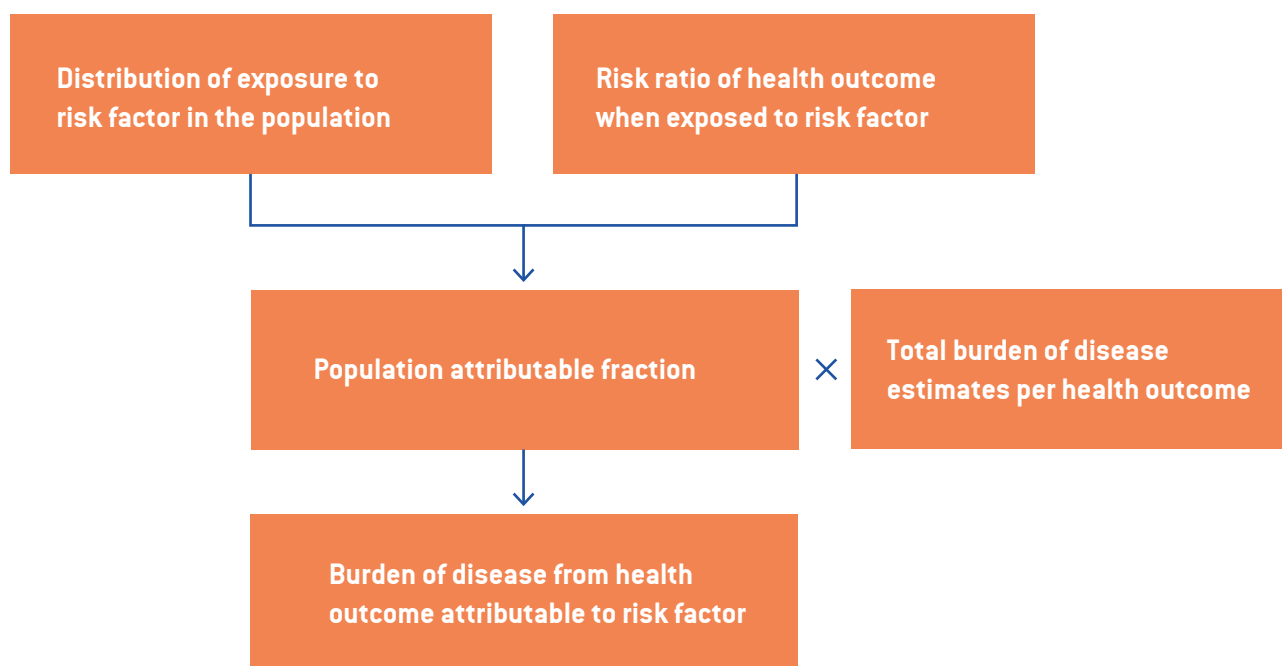 Distribution of exposure to
risk factor in the population
Risk ratio of health outcome
when exposed to risk factor
Population attributable fraction
×
Total burden of disease
estimates per health outcome
Burden of disease from health
outcome attributable to risk factor